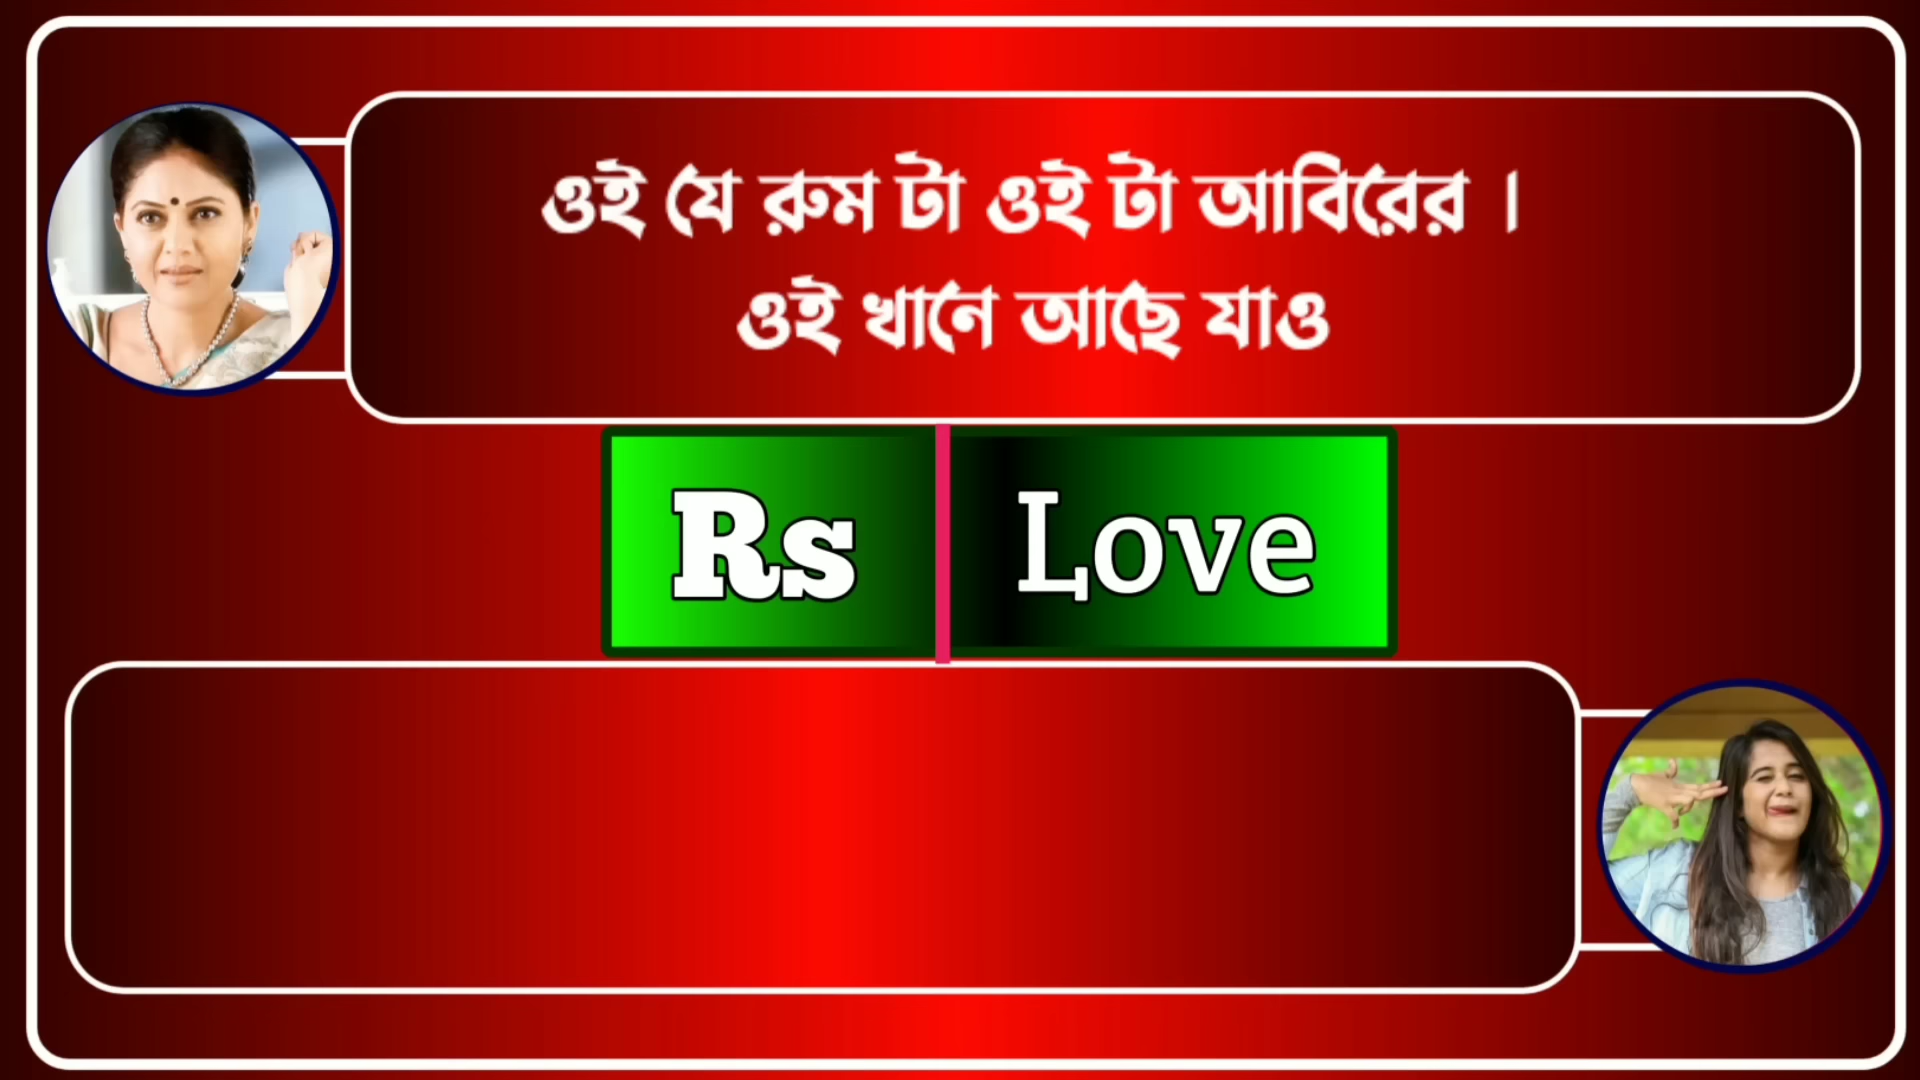 ওই যে রুম টা ওই টা আবিরের ।
ওই খানে আছে যাও
Rs Love